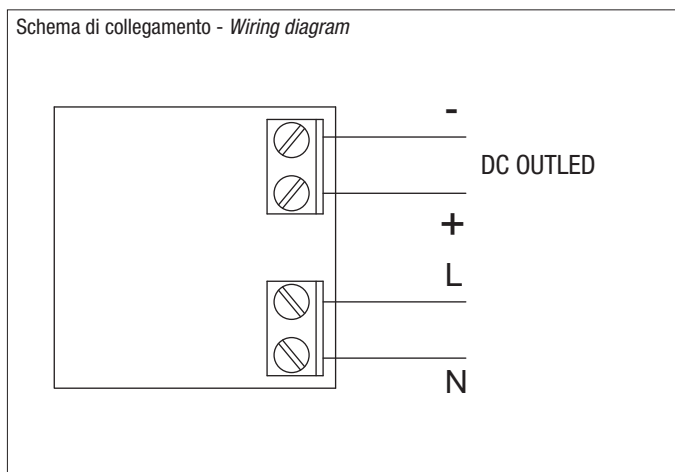 Schema di collegamento - Wiring diagram
-
DC OUTLED
+
L
N